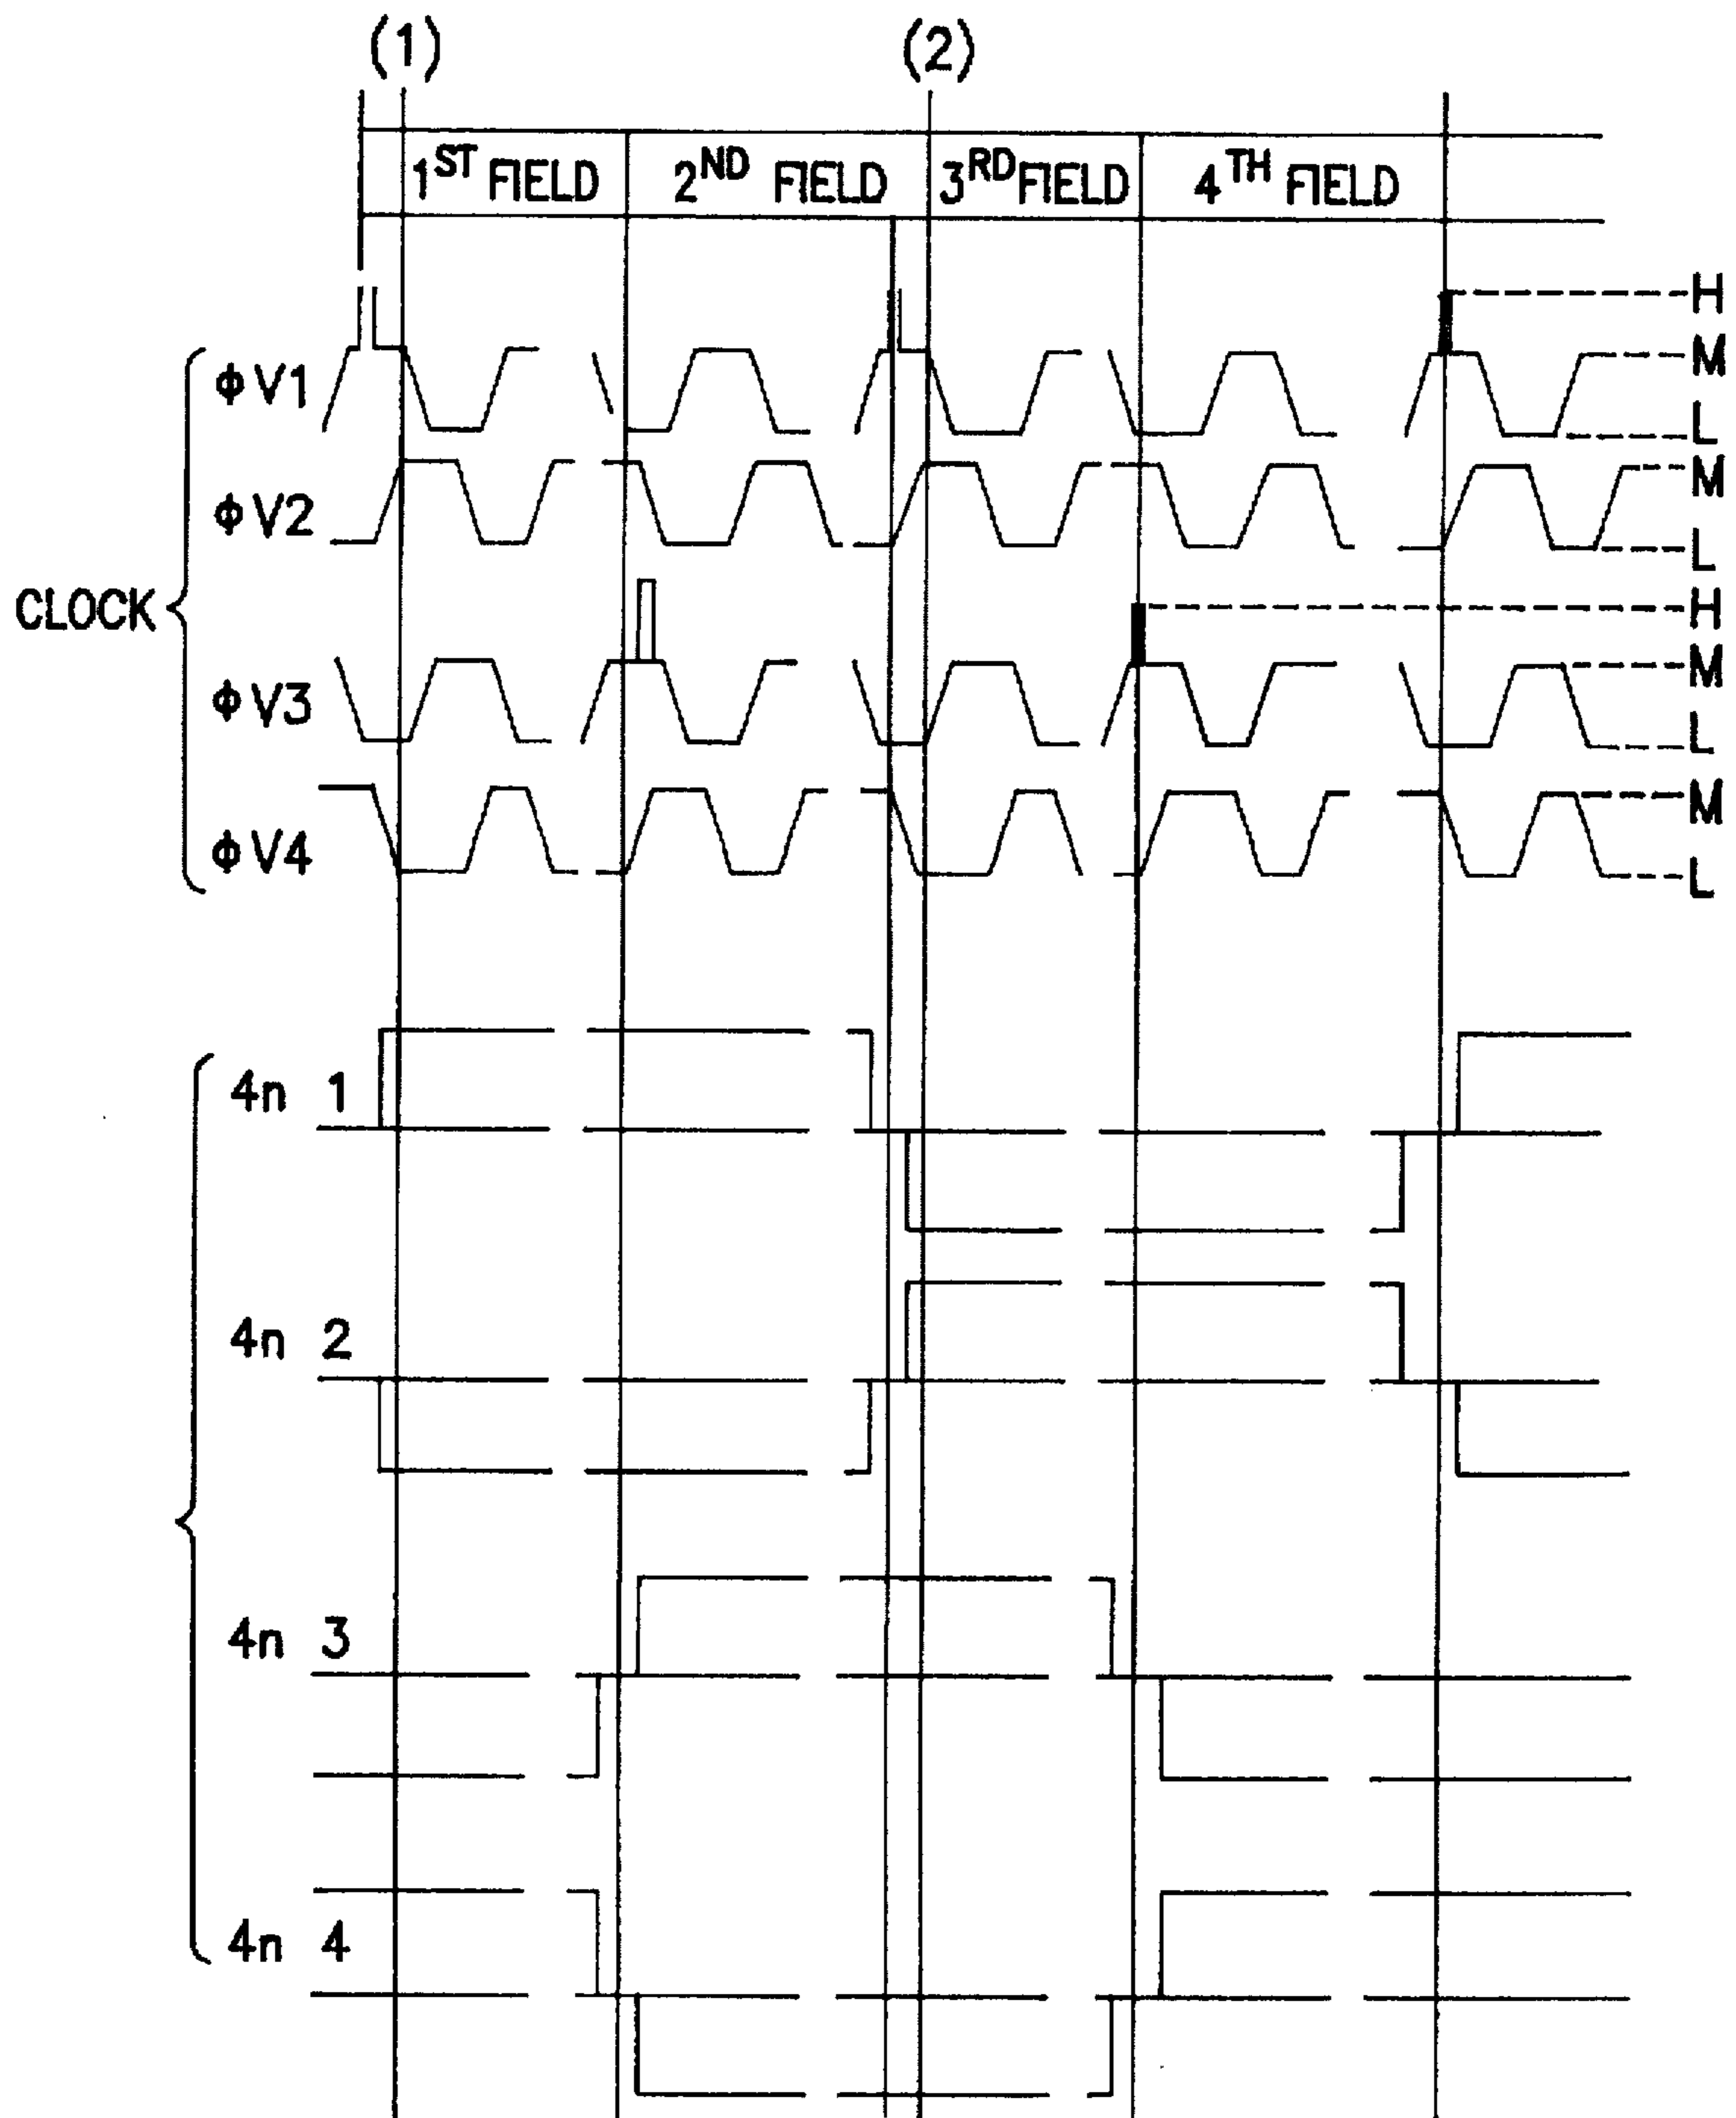 (1) (2)
1ST FIELD 2ND FIELD 3RD FIELD 4TH FIELD
H
ΦV1 M
L
ΦV2 M
L
CLOCK
H
ΦV3 M
L
ΦV4 M
L
4n 1
4n 2
4n 3
4n 4